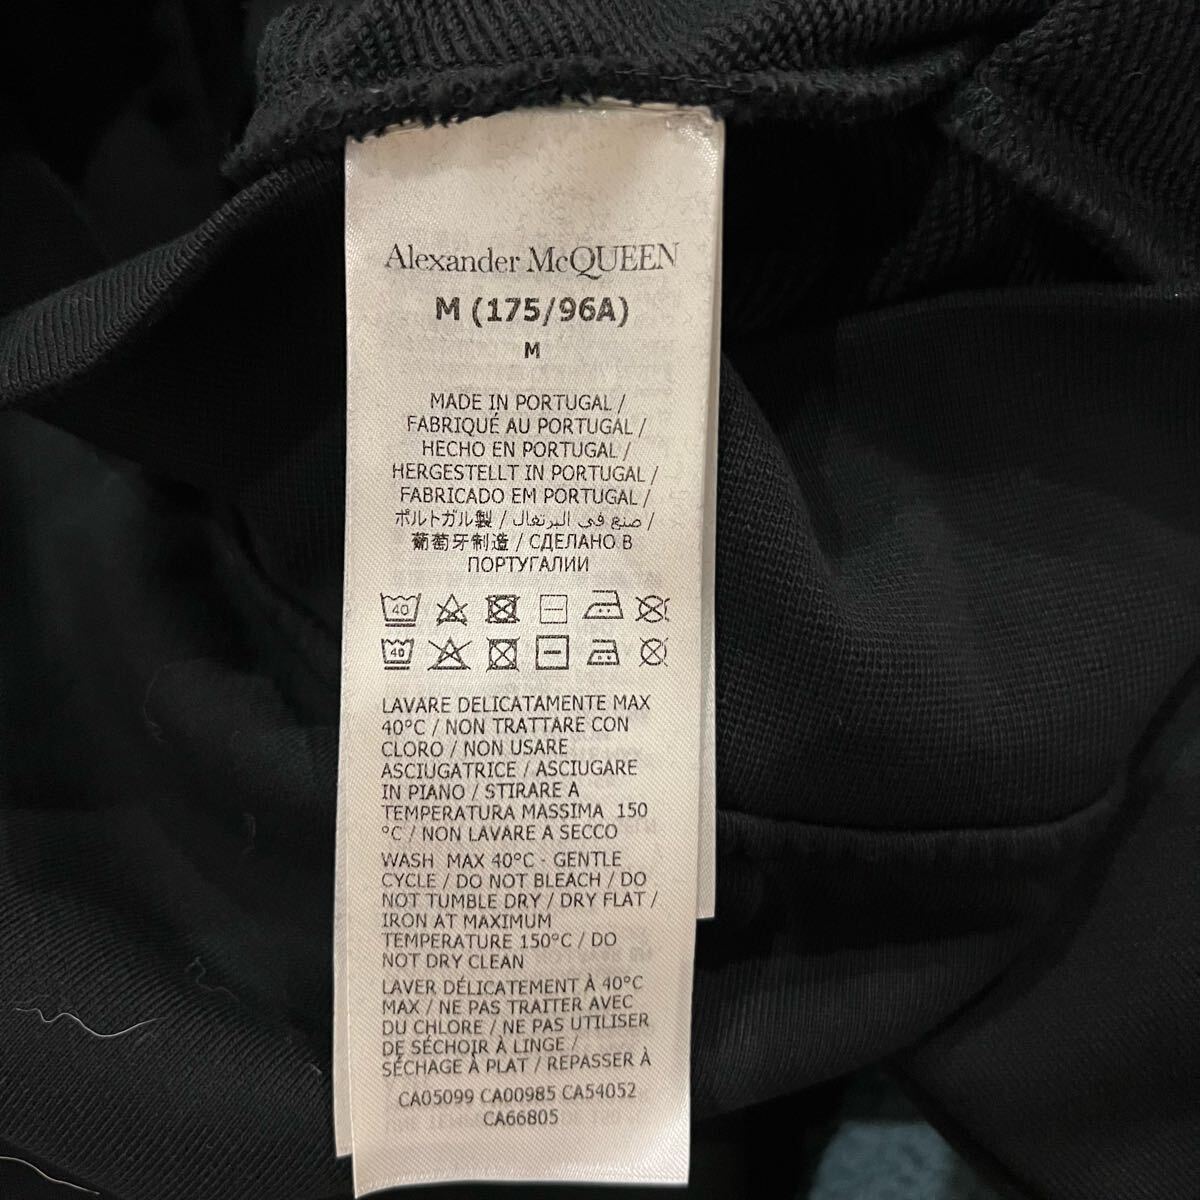 Alexander McQUEEN
M (175/96A)
M
MADE IN PORTUGAL /
FABRIQUÉ AU PORTUGAL /
HECHO EN PORTUGAL /
HERGESTELLT IN PORTUGAL /
FABRICADO EM PORTUGAL /
ポルトガル製 / صنع في البرتغال /
葡萄牙制造 / СДЕЛАНО В
ПОРТУГАЛИИ
40
40
LAVARE DELICATAMENTE MAX
40°C / NON TRATTARE CON
CLORO / NON USARE
ASCIUGATRICE / ASCIUGARE
IN PIANO / STIRARE A
TEMPERATURA MASSIMA 150
°C / NON LAVARE A SECCO
WASH MAX 40°C - GENTLE
CYCLE / DO NOT BLEACH / DO
NOT TUMBLE DRY / DRY FLAT /
IRON AT MAXIMUM
TEMPERATURE 150°C / DO
NOT DRY CLEAN
LAVER DÉLICATEMENT À 40°C
MAX / NE PAS TRAITER AVEC
DU CHLORE / NE PAS UTILISER
DE SÉCHOIR À LINGE /
SÉCHAGE À PLAT / REPASSER À
CA05099 CA00985 CA54052
CA66805